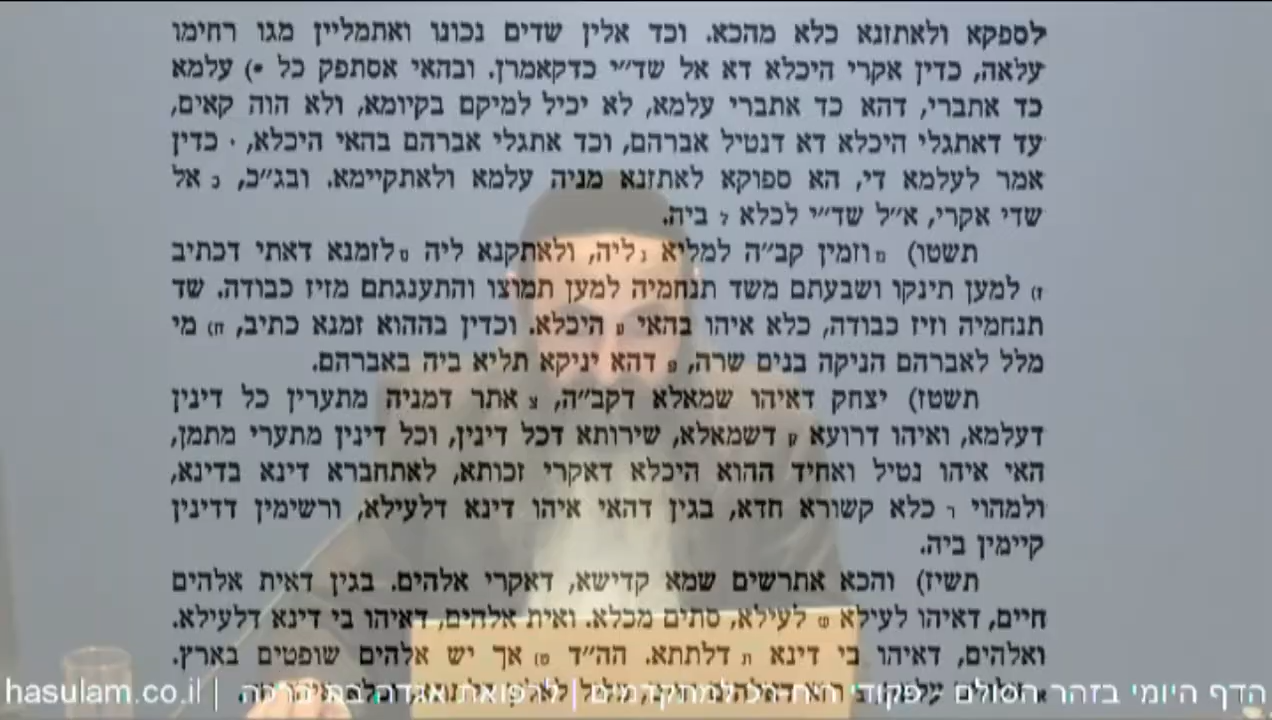 לספקא ולאתזנא כלא מהכא. וכד אלין שדים נכונו ואתמליין מגו רחימו
עלאה, כדין אקרי היכלא דא אל שד״י כדקאמרן. ובהאי אסתפק כל *) עלמא
כד אתברי, דהא כד אתברי עלמא, לא יכיל למיקם בקיומא, ולא הוה קאים,
עד דאתגלי היכלא דא דנטיל אברהם, וכד אתגלי אברהם בהאי היכלא, · כדין
אמר לעלמא די, הא ספוקא לאתזנא מניה עלמא ולאתקיימא. ובג״כ, כ אל
שדי אקרי, א״ל שד״י לכלא ל ביה.
תשטו) מ וזמין קב״ה למליא נ ליה, ולאתקנא ליה ס לזמנא דאתי דכתיב
ז) למען תינקו ושבעתם משד תנחמיה למען תמוצו והתענגתם מזיז כבודה. שד
תנחמיה וזיז כבודה, כלא איהו בהאי ע היכלא. וכדין בההוא זמנא כתיב, ח) מי
מלל לאברהם הניקה בנים שרה, פ דהא יניקא תליא ביה באברהם.
תשטז) יצחק דאיהו שמאלא דקב״ה, צ אתר דמניה מתערין כל דינין
דעלמא, ואיהו דרועא ק דשמאלא, שירותא דכל דינין, וכל דינין מתערי מתמן,
האי איהו נטיל ואחיד ההוא היכלא דאקרי זכותא, לאתחברא דינא בדינא,
ולמהוי ר כלא קשורא חדא, בגין דהאי איהו דינא דלעילא, ורשימין דדינין
קיימין ביה.
תשיז) והכא אתרשים שמא קדישא, דאקרי אלהים. בגין דאית אלהים
חיים, דאיהו לעילא ש לעילא, סתים מכלא. ואית אלהים, דאיהו בי דינא דלעילא.
ואלהים, דאיהו בי דינא ת דלתתא. הה״ד ט) אך יש אלהים שופטים בארץ.
הדף היומי בזהר הסולם - פקודי | לרפואת אגדה בת ברכה | hasulam.co.il